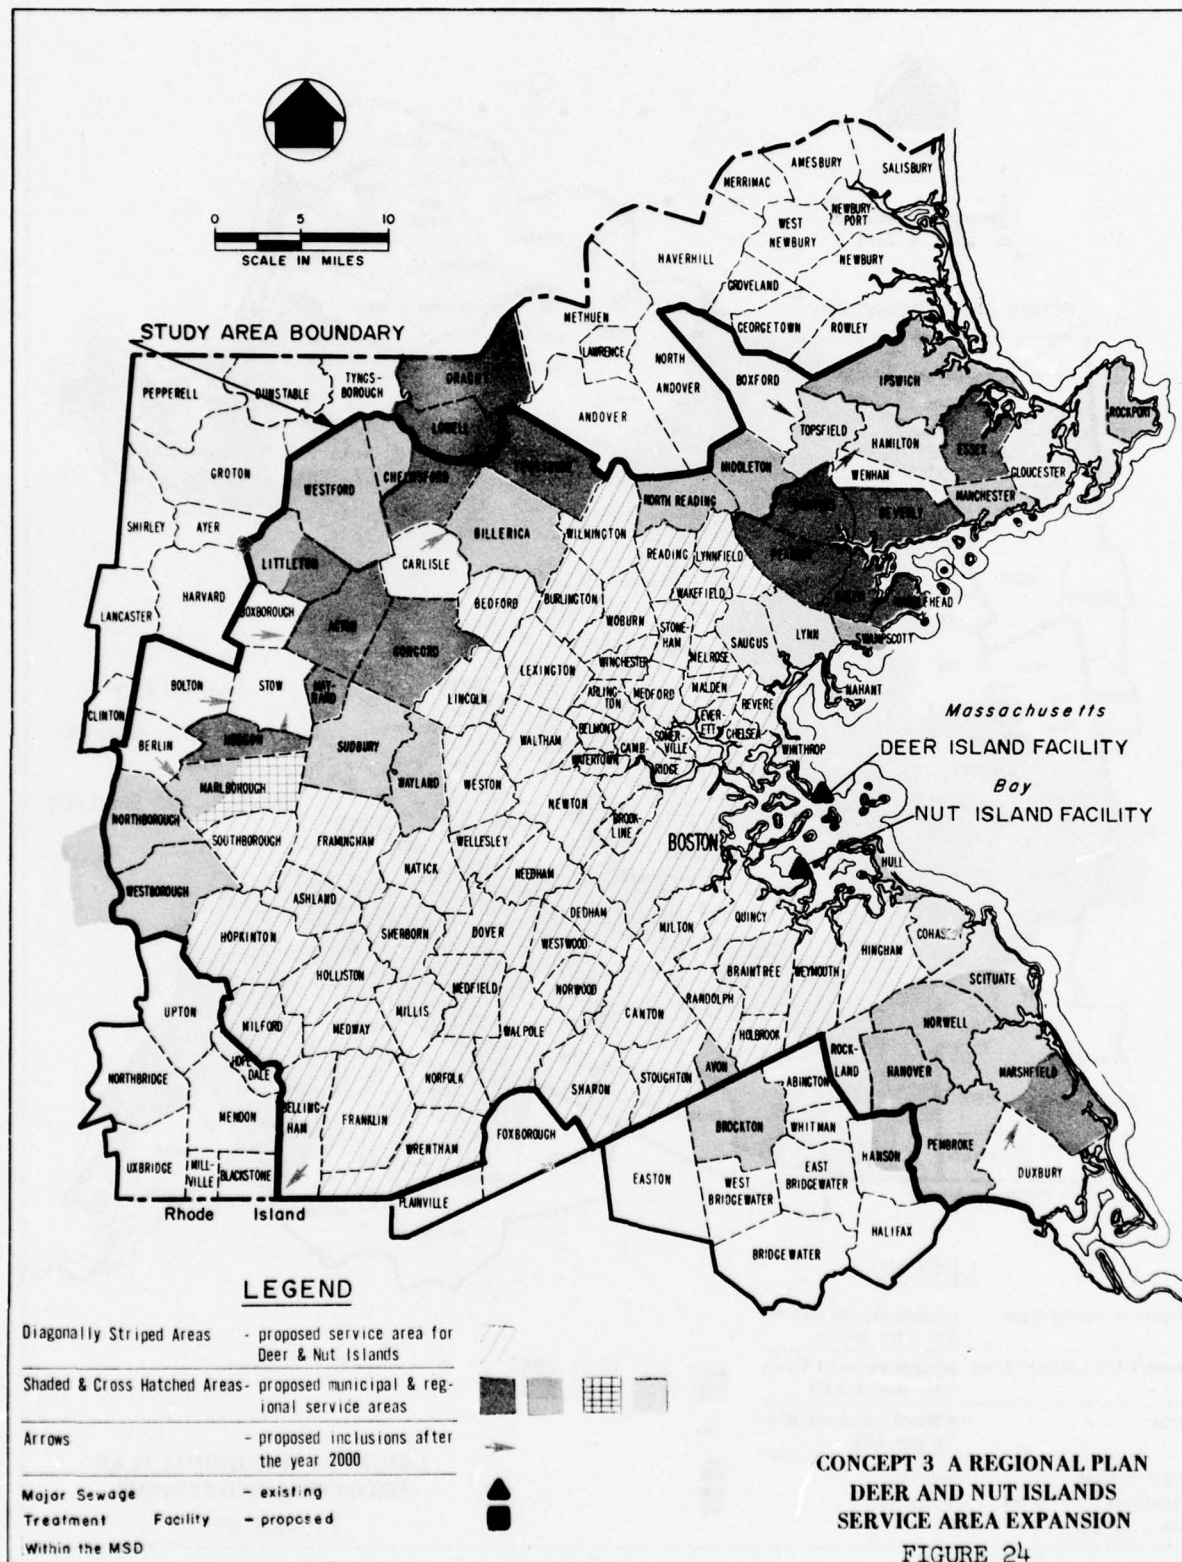 0 5 10
SCALE IN MILES
STUDY AREA BOUNDARY
AMESBURY
SALISBURY
MERRIMAC
NEWBURY-
PORT
WEST
NEWBURY
NEWBURY
HAVERHILL
GROVELAND
GEORGETOWN
ROWLEY
METHUEN
LAWRENCE
NORTH
ANDOVER
ANDOVER
BOXFORD
IPSWICH
ROCKPORT
PEPPERELL
DUNSTABLE
TYNGS-
BOROUGH
DRACUT
LOWELL
TOPSFIELD
HAMILTON
ESSEX
GLOUCESTER
WENHAM
MANCHESTER
GROTON
WESTFORD
CHELMSFORD
TEWKSBURY
MIDDLETON
NORTH READING
BEVERLY
SHIRLEY
AYER
BILLERICA
WILMINGTON
READING
LYNNFIELD
PEABODY
LITTLETON
CARLISLE
HARVARD
LANCASTER
BOXBOROUGH
BEDFORD
BURLINGTON
WAKEFIELD
SALEM
MARBLEHEAD
WOBURN
STONE-
HAM
SAUGUS
LYNN
SWAMPSCOTT
ACTON
CONCORD
LEXINGTON
WINCHESTER
MELROSE
BOLTON
STOW
MAY-
NARD
LINCOLN
ARLING-
TON
MEDFORD
MALDEN
REVERE
NAHANT
CLINTON
HUDSON
SUDBURY
WALTHAM
BELMONT
EVER-
ETT
CHELSEA
SOMER-
VILLE
WINTHROP
BERLIN
WATERTOWN
CAMB-
RIDGE
Massachusetts
DEER ISLAND FACILITY
Bay
NUT ISLAND FACILITY
MARLBOROUGH
WAYLAND
WESTON
NEWTON
BROOK-
LINE
BOSTON
NORTHBOROUGH
SOUTHBOROUGH
FRAMINGHAM
WELLESLEY
NATICK
NEEDHAM
HULL
WESTBOROUGH
ASHLAND
DEDHAM
QUINCY
HOPKINTON
SHERBORN
DOVER
WESTWOOD
MILTON
HINGHAM
COHASSET
HOLLISTON
MEDFIELD
NORWOOD
BRAINTREE
WEYMOUTH
SCITUATE
UPTON
MILLIS
RANDOLPH
MILFORD
MEDWAY
WALPOLE
CANTON
HOLBROOK
NORWELL
HOPE-
DALE
NORTHBRIDGE
NORFOLK
SHARON
STOUGHTON
AVON
ROCK-
LAND
HANOVER
MARSHFIELD
ABINGTON
MENDON
BELLING-
HAM
FRANKLIN
WRENTHAM
FOXBOROUGH
BROCKTON
WHITMAN
HANSON
PEMBROKE
DUXBURY
UXBRIDGE
MILL-
VILLE
BLACKSTONE
PLAINVILLE
EASTON
WEST
BRIDGEWATER
EAST
BRIDGEWATER
HALIFAX
BRIDGEWATER
Rhode Island
LEGEND
Diagonally Striped Areas - proposed service area for
Deer & Nut Islands
Shaded & Cross Hatched Areas- proposed municipal & reg-
ional service areas
Arrows - proposed inclusions after
the year 2000
Major Sewage - existing
Treatment Facility - proposed
Within the MSD
CONCEPT 3 A REGIONAL PLAN
DEER AND NUT ISLANDS
SERVICE AREA EXPANSION
FIGURE 24